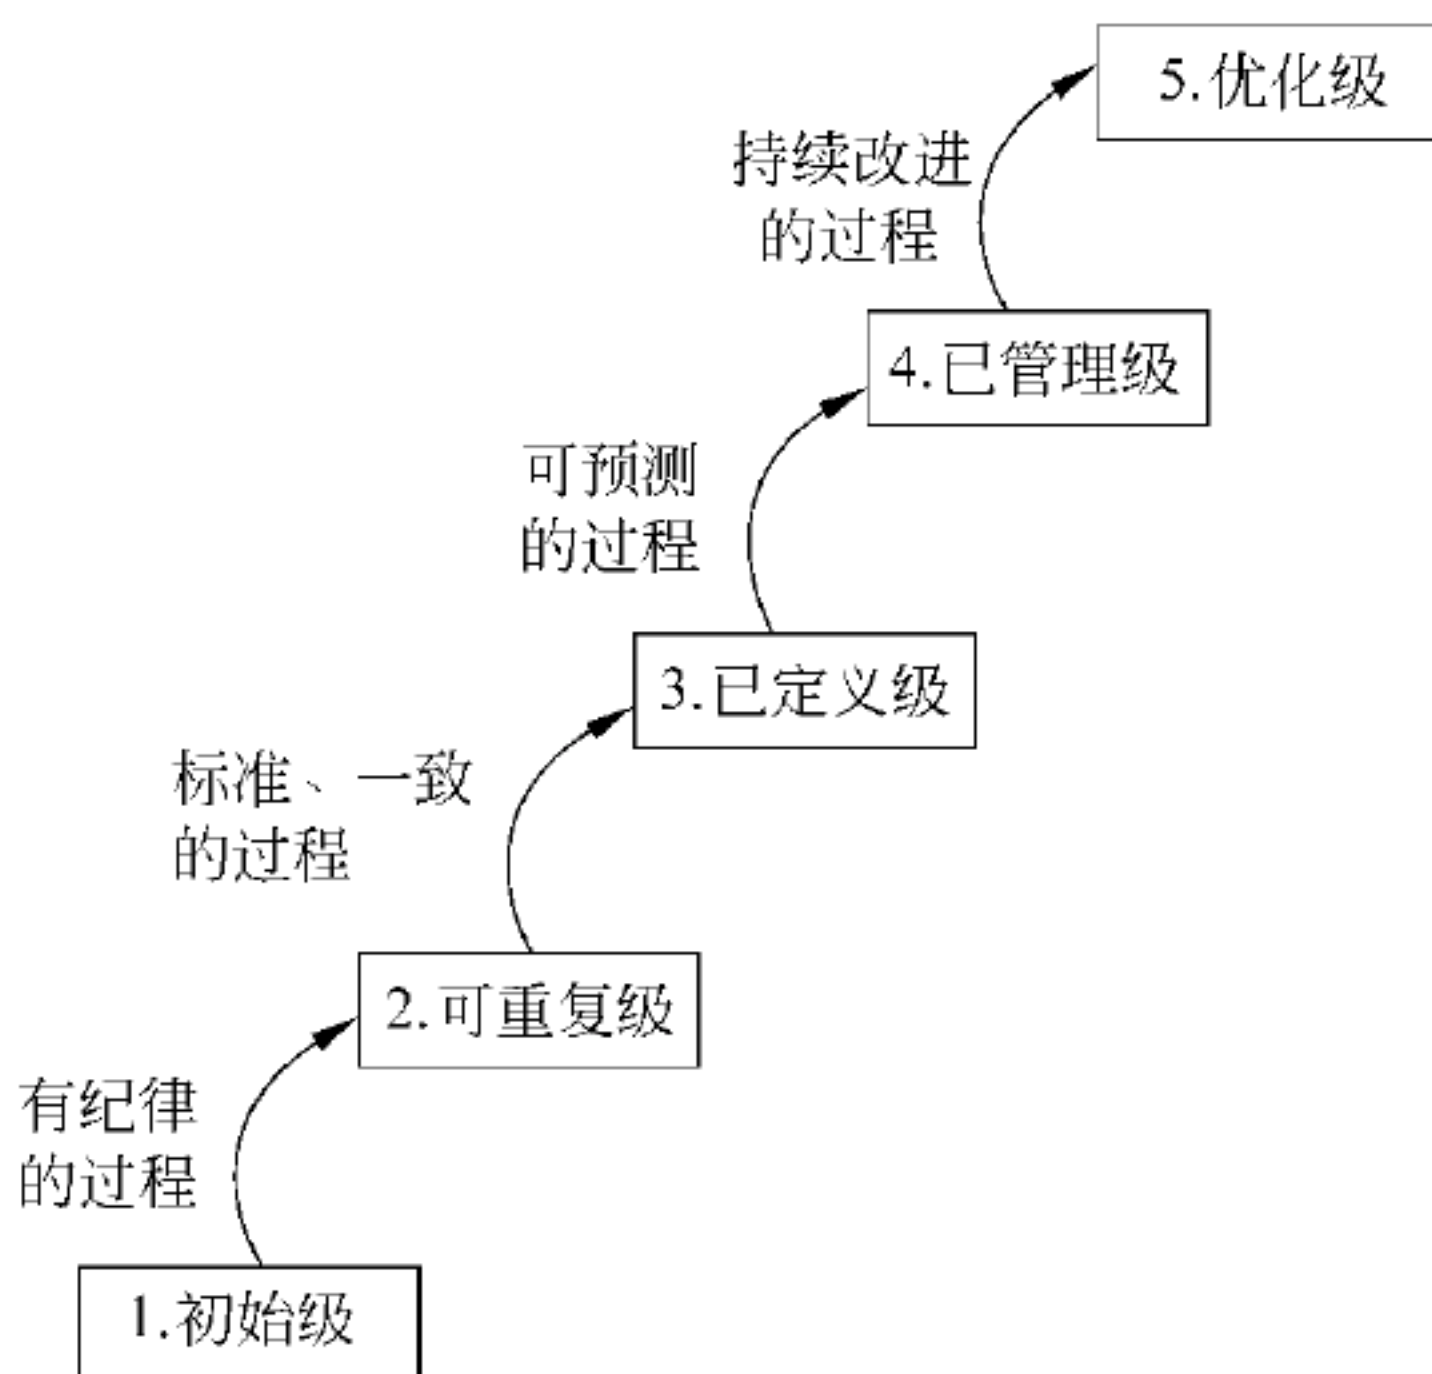 5.优化级
持续改进
的过程
4.已管理级
可预测
的过程
3.已定义级
标准、一致
的过程
2.可重复级
有纪律
的过程
1.初始级